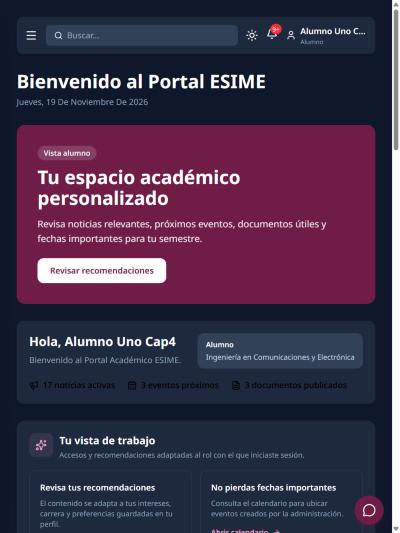 Buscar...
9+
Alumno Uno C...
Alumno
Bienvenido al Portal ESIME
Jueves, 19 De Noviembre De 2026
Vista alumno
Tu espacio académico
personalizado
Revisa noticias relevantes, próximos eventos, documentos útiles y
fechas importantes para tu semestre.
Revisar recomendaciones
Hola, Alumno Uno Cap4
Bienvenido al Portal Académico ESIME.
Alumno
Ingeniería en Comunicaciones y Electrónica
17 noticias activas 3 eventos próximos 3 documentos publicados
Tu vista de trabajo
Accesos y recomendaciones adaptadas al rol con el que iniciaste sesión.
Revisa tus recomendaciones
El contenido se adapta a tus intereses,
carrera y preferencias guardadas en tu
perfil.
No pierdas fechas importantes
Consulta el calendario para ubicar
eventos creados por la administración.
Abrir calendario